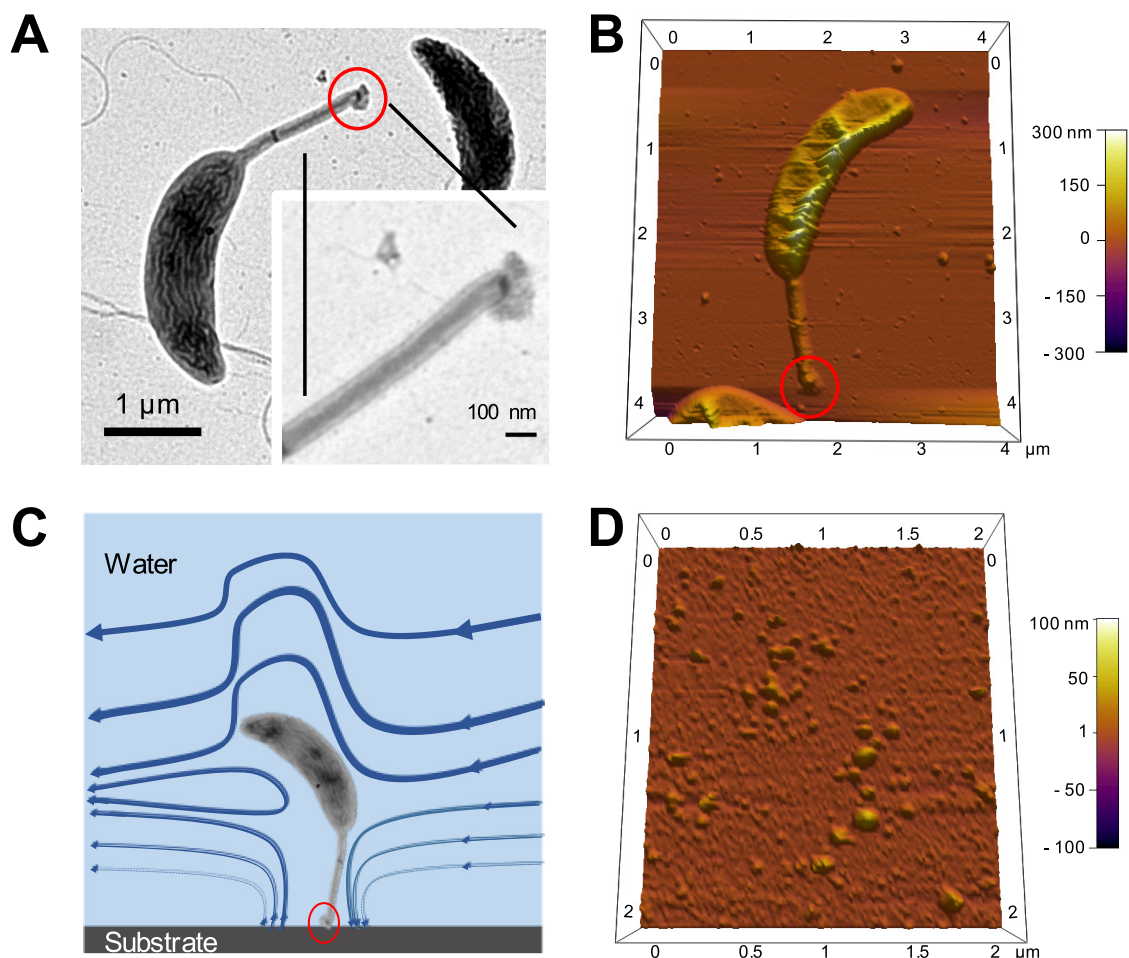 A
1 µm
100 nm
B
0 1 2 3 4
0 0
1 1
2 2
3 3
4 4
0 1 2 3 4 µm
300 nm
150
0
- 150
- 300
C
Water
Substrate
D
0 0.5 1 1.5 2
0 0
1 1
2 2
0 0.5 1 1.5 2 µm
100 nm
50
1
- 50
- 100